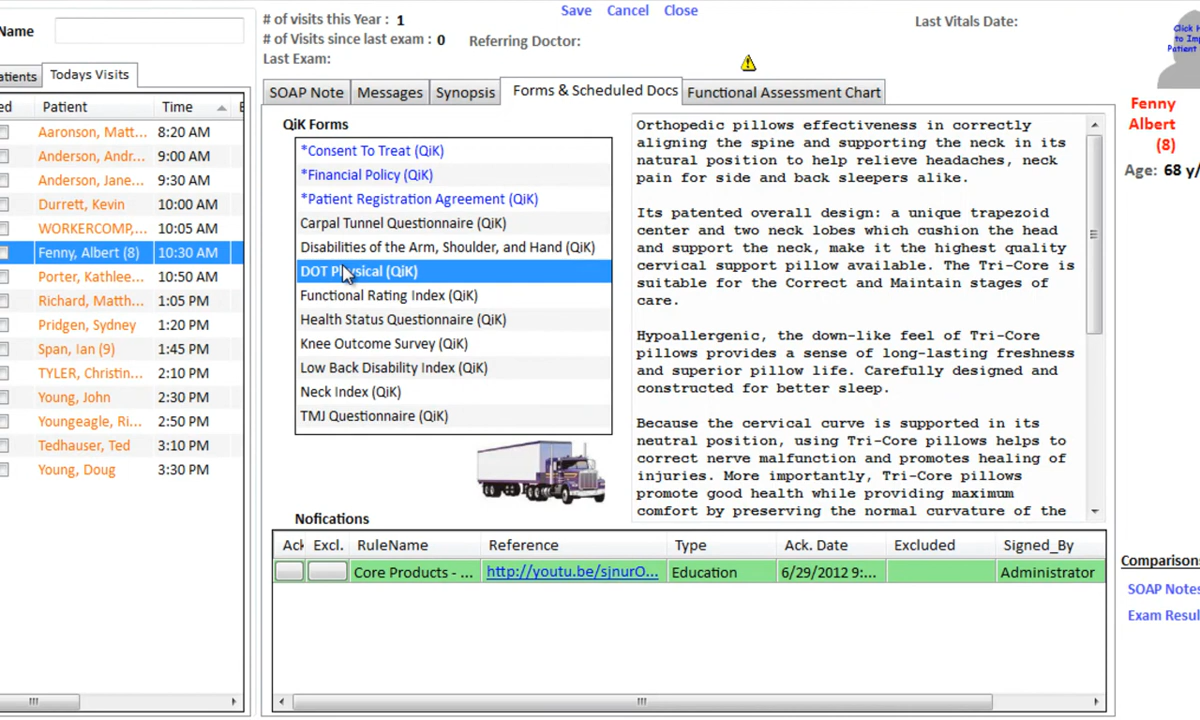 Name
atients
Todays Visits
ed Patient Time
Aaronson, Matt... 8:20 AM
Anderson, Andr... 9:00 AM
Anderson, Jane... 9:30 AM
Durrett, Kevin 10:00 AM
WORKERCOMP,... 10:05 AM
Fenny, Albert (8) 10:30 AM
Porter, Kathlee... 10:50 AM
Richard, Matth... 1:05 PM
Pridgen, Sydney 1:20 PM
Span, Ian (9) 1:45 PM
TYLER, Christin... 2:10 PM
Young, John 2:30 PM
Youngeagle, Ri... 2:50 PM
Tedhauser, Ted 3:10 PM
Young, Doug 3:30 PM
# of visits this Year : 1
# of Visits since last exam : 0
Last Exam:
Referring Doctor:
Save Cancel Close
Last Vitals Date:
SOAP Note
Messages
Synopsis
Forms & Scheduled Docs
Functional Assessment Chart
QiK Forms
*Consent To Treat (QiK)
*Financial Policy (QiK)
*Patient Registration Agreement (QiK)
Carpal Tunnel Questionnaire (QiK)
Disabilities of the Arm, Shoulder, and Hand (QiK)
DOT Physical (QiK)
Functional Rating Index (QiK)
Health Status Questionnaire (QiK)
Knee Outcome Survey (QiK)
Low Back Disability Index (QiK)
Neck Index (QiK)
TMJ Questionnaire (QiK)
Orthopedic pillows effectiveness in correctly
aligning the spine and supporting the neck in its
natural position to help relieve headaches, neck
pain for side and back sleepers alike.
Its patented overall design: a unique trapezoid
center and two neck lobes which cushion the head
and support the neck, make it the highest quality
cervical support pillow available. The Tri-Core is
suitable for the Correct and Maintain stages of
care.
Hypoallergenic, the down-like feel of Tri-Core
pillows provides a sense of long-lasting freshness
and superior pillow life. Carefully designed and
constructed for better sleep.
Because the cervical curve is supported in its
neutral position, using Tri-Core pillows helps to
correct nerve malfunction and promotes healing of
injuries. More importantly, Tri-Core pillows
promote good health while providing maximum
comfort by preserving the normal curvature of the
Nofications
Ack Excl. RuleName Reference Type Ack. Date Excluded Signed_By
Core Products - ... http://youtu.be/sjnurO... Education 6/29/2012 9:... Administrator
Click H
to Im
Patient
Fenny
Albert
(8)
Age: 68 y/
Comparison
SOAP Notes
Exam Resul